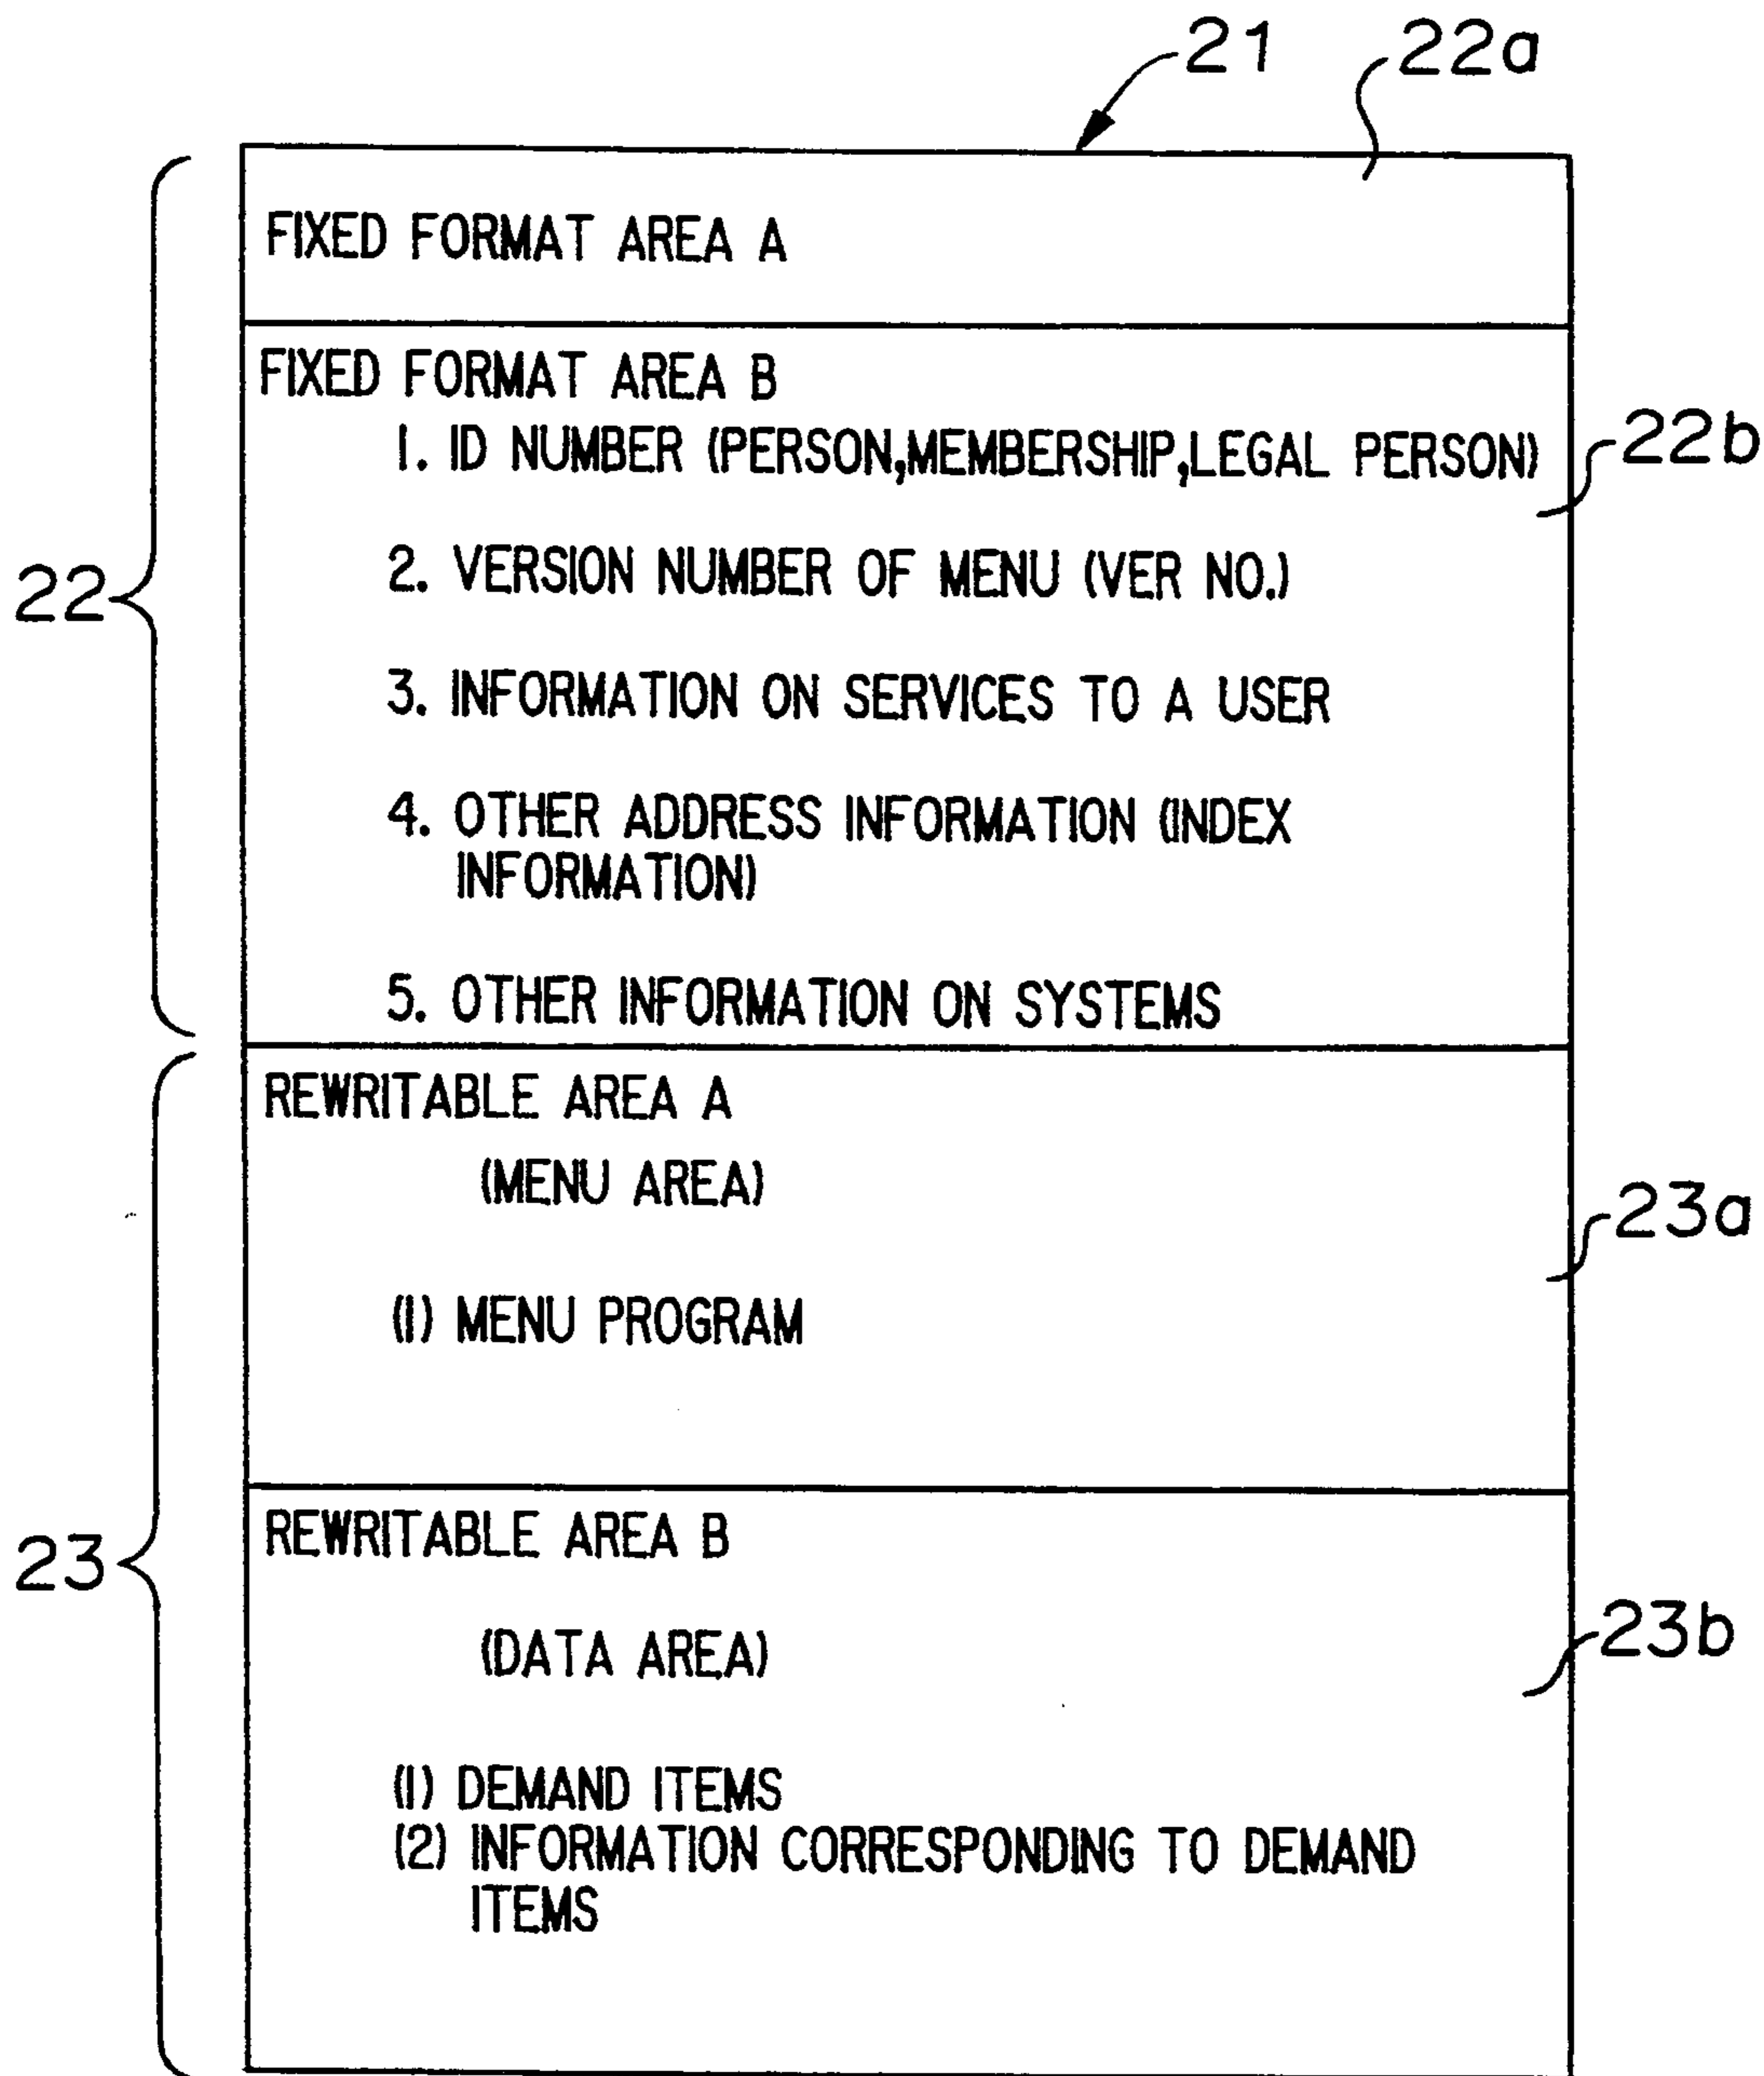 21
22a
FIXED FORMAT AREA A
FIXED FORMAT AREA B
1. ID NUMBER (PERSON,MEMBERSHIP,LEGAL PERSON)
22b
22
2. VERSION NUMBER OF MENU (VER NO.)
3. INFORMATION ON SERVICES TO A USER
4. OTHER ADDRESS INFORMATION (INDEX
INFORMATION)
5. OTHER INFORMATION ON SYSTEMS
REWRITABLE AREA A
(MENU AREA)
23a
(1) MENU PROGRAM
REWRITABLE AREA B
23
(DATA AREA)
23b
(1) DEMAND ITEMS
(2) INFORMATION CORRESPONDING TO DEMAND
ITEMS